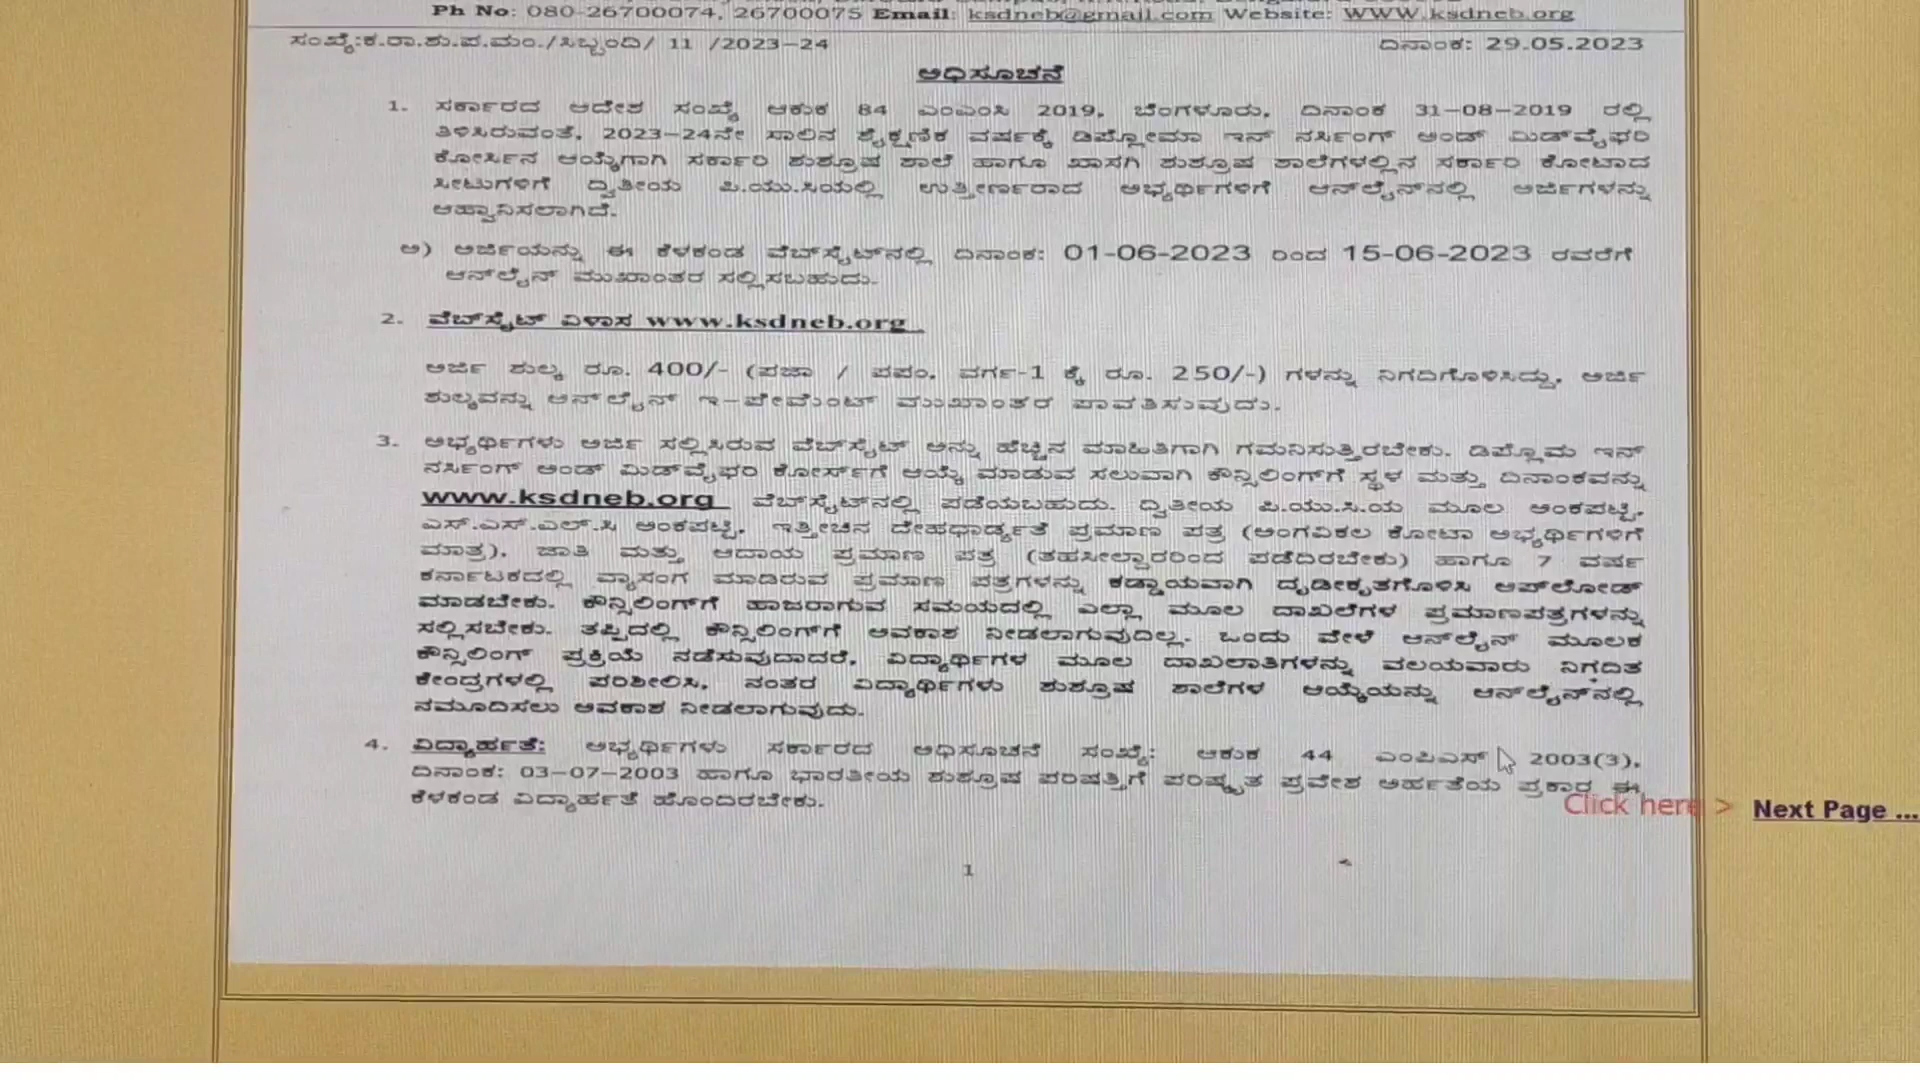 Ph No: 080-26700074, 26700075 Email: ksdneb@gmail.com Website: WWW.ksdneb.org
ಸಂಖ್ಯೆ:ಕ.ರಾ.ಶು.ಪ.ಮಂ./ಸಿಬ್ಬಂದಿ/ 11 /2023-24 ದಿನಾಂಕ: 29.05.2023
ಅಧಿಸೂಚನೆ
1. ಸರ್ಕಾರದ ಆದೇಶ ಸಂಖ್ಯೆ ಆಕುಕ 84 ಎಂಎಂಸಿ 2019, ಬೆಂಗಳೂರು, ದಿನಾಂಕ 31-08-2019 ರಲ್ಲಿ
ತಿಳಿಸಿರುವಂತೆ, 2023-24ನೇ ಸಾಲಿನ ಶೈಕ್ಷಣಿಕ ವರ್ಷಕ್ಕೆ ಡಿಪ್ಲೋಮಾ ಇನ್ ನರ್ಸಿಂಗ್ ಅಂಡ್ ಮಿಡ್‌ವೈಫರಿ
ಕೋರ್ಸಿನ ಆಯ್ಕೆಗಾಗಿ ಸರ್ಕಾರಿ ಶುಶ್ರೂಷ ಶಾಲೆ ಹಾಗೂ ಖಾಸಗಿ ಶುಶ್ರೂಷ ಶಾಲೆಗಳಲ್ಲಿನ ಸರ್ಕಾರಿ ಕೋಟಾದ
ಸೀಟುಗಳಿಗೆ ದ್ವಿತೀಯ ಪಿ.ಯು.ಸಿಯಲ್ಲಿ ಉತ್ತೀರ್ಣರಾದ ಅಭ್ಯರ್ಥಿಗಳಿಗೆ ಆನ್‌ಲೈನ್‌ನಲ್ಲಿ ಅರ್ಜಿಗಳನ್ನು
ಆಹ್ವಾನಿಸಲಾಗಿದೆ.
ಅ) ಅರ್ಜಿಯನ್ನು ಈ ಕೆಳಕಂಡ ವೆಬ್‌ಸೈಟ್‌ನಲ್ಲಿ ದಿನಾಂಕ: 01-06-2023 ರಿಂದ 15-06-2023 ರವರೆಗೆ
ಆನ್‌ಲೈನ್ ಮುಖಾಂತರ ಸಲ್ಲಿಸಬಹುದು.
2. ವೆಬ್‌ಸೈಟ್ ವಿಳಾಸ www.ksdneb.org
ಅರ್ಜಿ ಶುಲ್ಕ ರೂ. 400/- (ಪಜಾ / ಪಪಂ, ವರ್ಗ-1 ಕ್ಕೆ ರೂ. 250/-) ಗಳನ್ನು ನಿಗದಿಗೊಳಿಸಿದ್ದು, ಅರ್ಜಿ
ಶುಲ್ಕವನ್ನು ಆನ್‌ಲೈನ್ ಇ-ಪೇಮೆಂಟ್ ಮುಖಾಂತರ ಪಾವತಿಸುವುದು.
3. ಅಭ್ಯರ್ಥಿಗಳು ಅರ್ಜಿ ಸಲ್ಲಿಸಿರುವ ವೆಬ್‌ಸೈಟ್ ಅನ್ನು ಹೆಚ್ಚಿನ ಮಾಹಿತಿಗಾಗಿ ಗಮನಿಸುತ್ತಿರಬೇಕು. ಡಿಪ್ಲೊಮ ಇನ್
ನರ್ಸಿಂಗ್ ಅಂಡ್ ಮಿಡ್‌ವೈಫರಿ ಕೋರ್ಸ್‌ಗೆ ಆಯ್ಕೆ ಮಾಡುವ ಸಲುವಾಗಿ ಕೌನ್ಸಿಲಿಂಗ್‌ಗೆ ಸ್ಥಳ ಮತ್ತು ದಿನಾಂಕವನ್ನು
www.ksdneb.org ವೆಬ್‌ಸೈಟ್‌ನಲ್ಲಿ ಪಡೆಯಬಹುದು. ದ್ವಿತೀಯ ಪಿ.ಯು.ಸಿ.ಯ ಮೂಲ ಅಂಕಪಟ್ಟಿ,
ಎಸ್.ಎಸ್.ಎಲ್.ಸಿ ಅಂಕಪಟ್ಟಿ, ಇತ್ತೀಚಿನ ದೇಹಧಾರ್ಡ್ಯತೆ ಪ್ರಮಾಣ ಪತ್ರ (ಅಂಗವಿಕಲ ಕೋಟಾ ಅಭ್ಯರ್ಥಿಗಳಿಗೆ
ಮಾತ್ರ), ಜಾತಿ ಮತ್ತು ಆದಾಯ ಪ್ರಮಾಣ ಪತ್ರ (ತಹಸೀಲ್ದಾರರಿಂದ ಪಡೆದಿರಬೇಕು) ಹಾಗೂ 7 ವರ್ಷ
ಕರ್ನಾಟಕದಲ್ಲಿ ವ್ಯಾಸಂಗ ಮಾಡಿರುವ ಪ್ರಮಾಣ ಪತ್ರಗಳನ್ನು ಕಡ್ಡಾಯವಾಗಿ ದೃಡೀಕೃತಗೊಳಿಸಿ ಅಪ್‌ಲೋಡ್
ಮಾಡಬೇಕು. ಕೌನ್ಸಿಲಿಂಗ್‌ಗೆ ಹಾಜರಾಗುವ ಸಮಯದಲ್ಲಿ ಎಲ್ಲಾ ಮೂಲ ದಾಖಲೆಗಳ ಪ್ರಮಾಣಪತ್ರಗಳನ್ನು
ಸಲ್ಲಿಸಬೇಕು. ತಪ್ಪಿದಲ್ಲಿ ಕೌನ್ಸಿಲಿಂಗ್‌ಗೆ ಅವಕಾಶ ನೀಡಲಾಗುವುದಿಲ್ಲ. ಒಂದು ವೇಳೆ ಆನ್‌ಲೈನ್ ಮೂಲಕ
ಕೌನ್ಸಿಲಿಂಗ್ ಪ್ರಕ್ರಿಯೆ ನಡೆಸುವುದಾದರೆ, ವಿದ್ಯಾರ್ಥಿಗಳ ಮೂಲ ದಾಖಲಾತಿಗಳನ್ನು ವಲಯವಾರು ನಿಗದಿತ
ಕೇಂದ್ರಗಳಲ್ಲಿ ಪರಿಶೀಲಿಸಿ, ನಂತರ ವಿದ್ಯಾರ್ಥಿಗಳು ಶುಶ್ರೂಷ ಶಾಲೆಗಳ ಆಯ್ಕೆಯನ್ನು ಆನ್‌ಲೈನ್‌ನಲ್ಲಿ
ನಮೂದಿಸಲು ಅವಕಾಶ ನೀಡಲಾಗುವುದು.
4. ವಿದ್ಯಾರ್ಹತೆ: ಅಭ್ಯರ್ಥಿಗಳು ಸರ್ಕಾರದ ಅಧಿಸೂಚನೆ ಸಂಖ್ಯೆ: ಆಕುಕ 44 ಎಂಪಿಎಸ್ 2003(3),
ದಿನಾಂಕ: 03-07-2003 ಹಾಗೂ ಭಾರತೀಯ ಶುಶ್ರೂಷ ಪರಿಷತ್ತಿಗೆ ಪರಿಷ್ಕೃತ ಪ್ರವೇಶ ಅರ್ಹತೆಯ ಪ್ರಕಾರ ಈ
ಕೆಳಕಂಡ ವಿದ್ಯಾರ್ಹತೆ ಹೊಂದಿರಬೇಕು.
Click here > Next Page ...
1